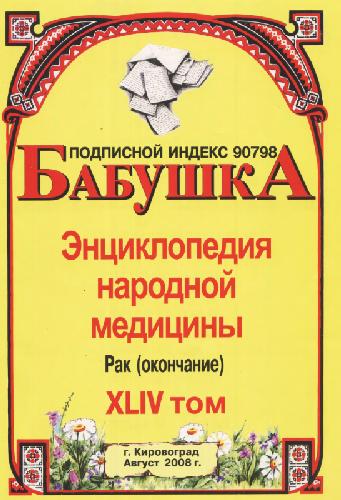 ПОДПИСНОЙ ИНДЕКС 90798
БАБУШКА
Энциклопедия
народной
медицины
Рак (окончание)
XLIV том
г. Кировоград
Август 2008 г.